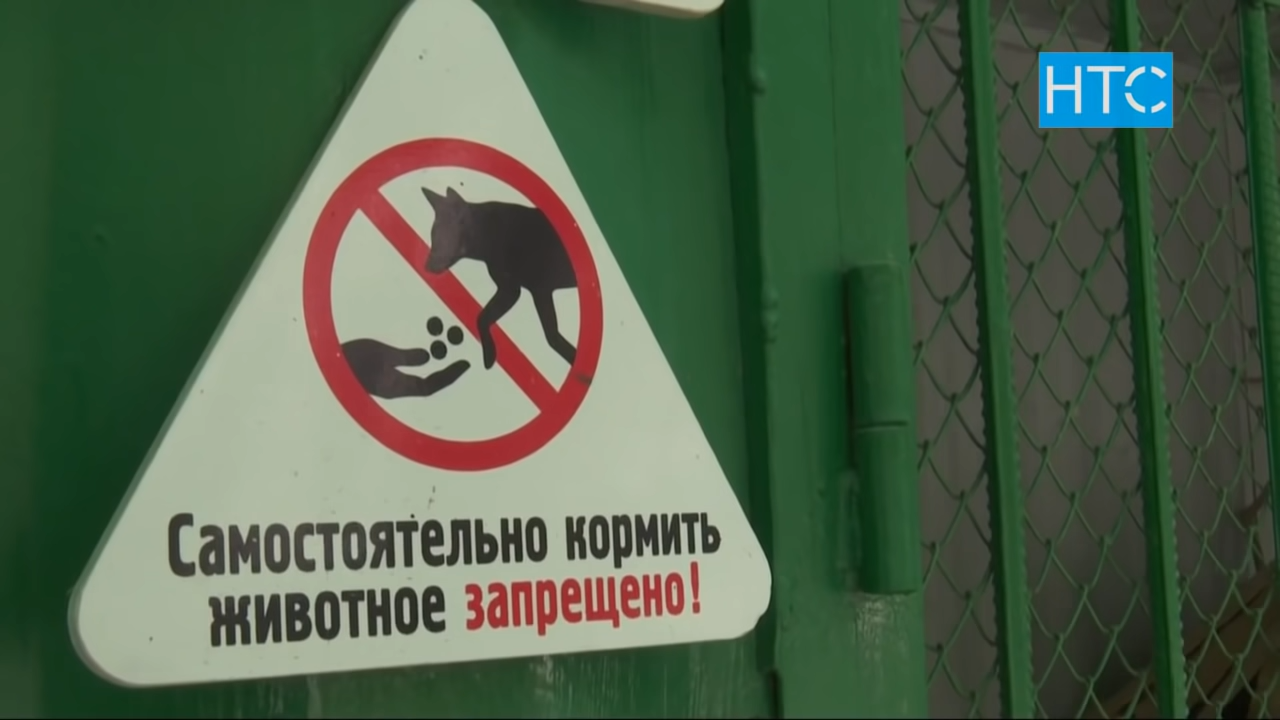 НТС
Самостоятельно кормить
животное запрещено!